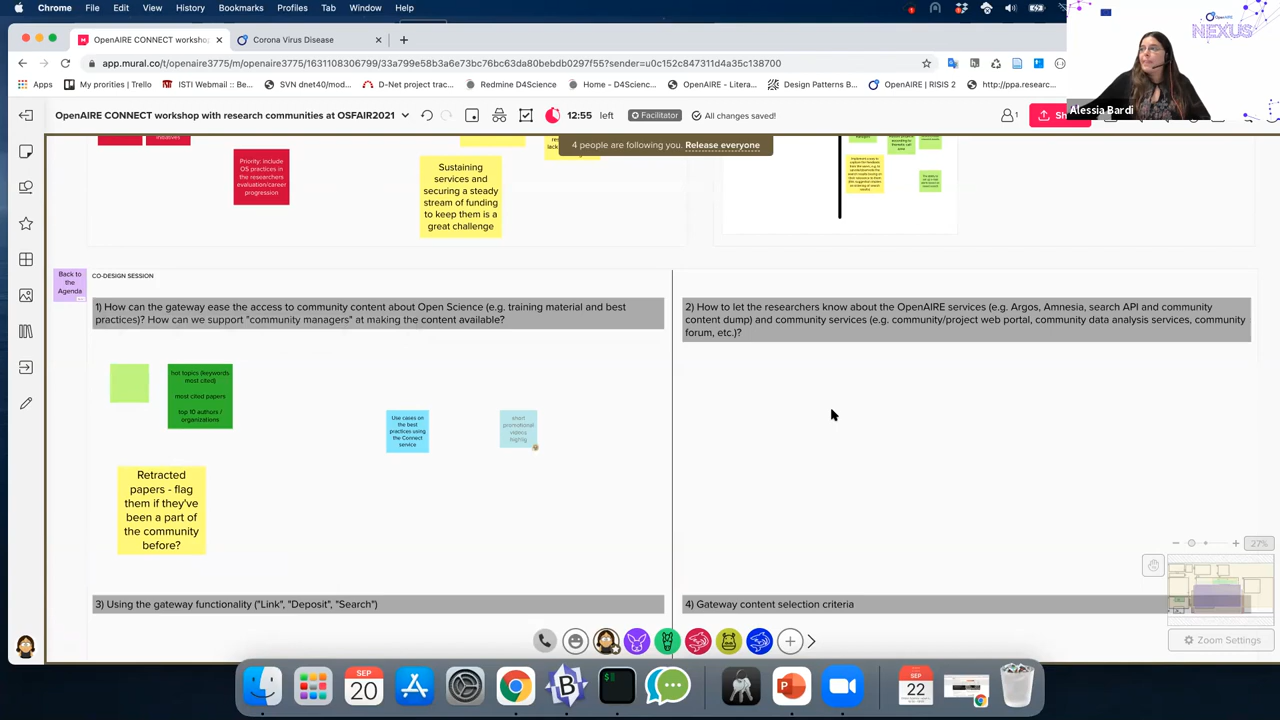 Chrome File Edit View History Bookmarks Profiles Tab Window Help
OpenAIRE CONNECT worksho
Corona Virus Disease
app.mural.co/t/openaire3775/m/openaire3775/1631108306799/33a799e58b3d0e73bc76bc63da80bebdb0297f55?sender=u0c152c847311d4a35c138700
Apps
My prorities | Trello
ISTI Webmail :: Be...
SVN dnet40/mod...
D-Net project trac...
Redmine D4Science
Home – D4Scienc...
OpenAIRE - Litera...
Design Patterns B...
OpenAIRE | RISIS 2
http://ppa.researc...
OpenAIRE
NEXUS
Alessia Bardi
OpenAIRE CONNECT workshop with research communities at OSFAIR2021
Facilitator
12:55 left
All changes saved!
1
4 people are following you. Release everyone
initiatives
Priority: include
OS practices in
the researchers
evaluation/career
progression
Sustaining
services and
securing a steady
stream of funding
to keep them is a
great challenge
Back to
the
Agenda
CO-DESIGN SESSION
1) How can the gateway ease the access to community content about Open Science (e.g. training material and best
practices)? How can we support "community managers" at making the content available?
2) How to let the researchers know about the OpenAIRE services (e.g. Argos, Amnesia, search API and community
content dump) and community services (e.g. community/project web portal, community data analysis services, community
forum, etc.)?
hot topics (keywords
most cited)
most cited papers
top 10 authors /
organizations
Use cases on
the best
practices using
the Connect
service
short
promotional
videos
highlig
Retracted
papers - flag
them if they've
been a part of
the community
before?
27%
3) Using the gateway functionality ("Link", "Deposit", "Search")
4) Gateway content selection criteria
Zoom Settings
SEP
20
SEP
22